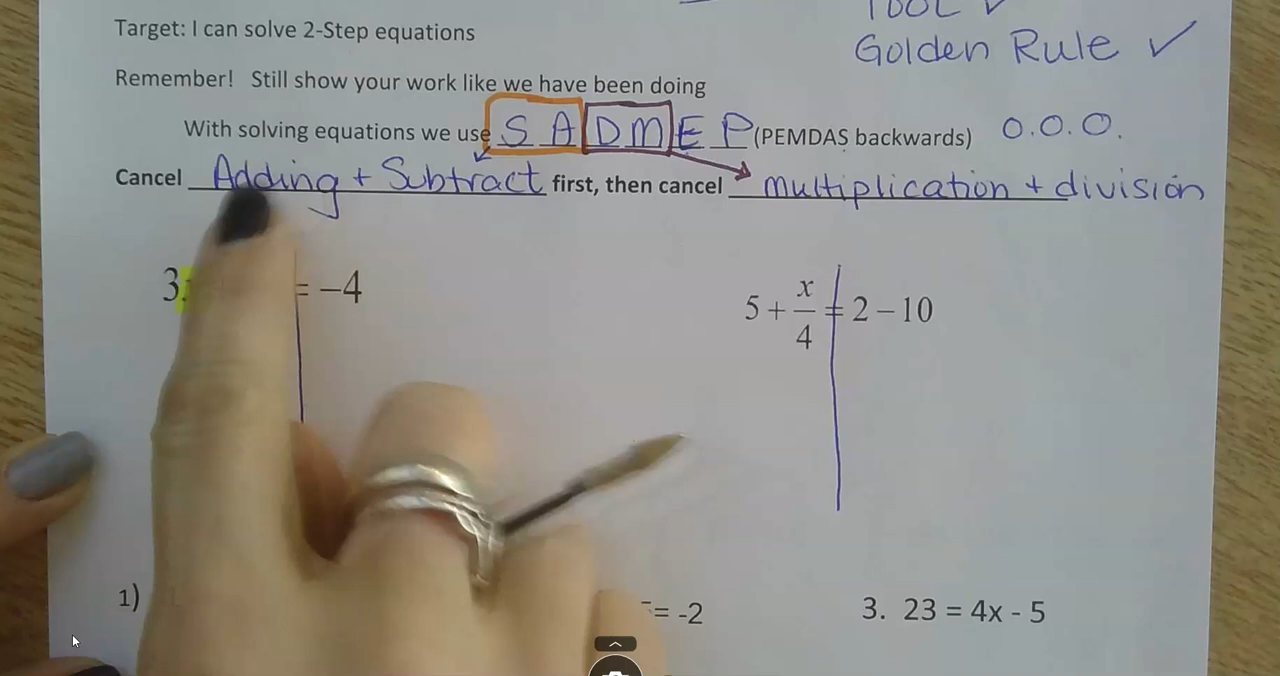 TOOL ✓
Target: I can solve 2-Step equations
Golden Rule ✓
Remember! Still show your work like we have been doing
With solving equations we use S A D M E P (PEMDAS backwards) O.O.O.
Cancel Adding + Subtract first, then cancel multiplication + division
3 = −4
5 + x/4 = 2 − 10
1) = -2 3. 23 = 4x - 5